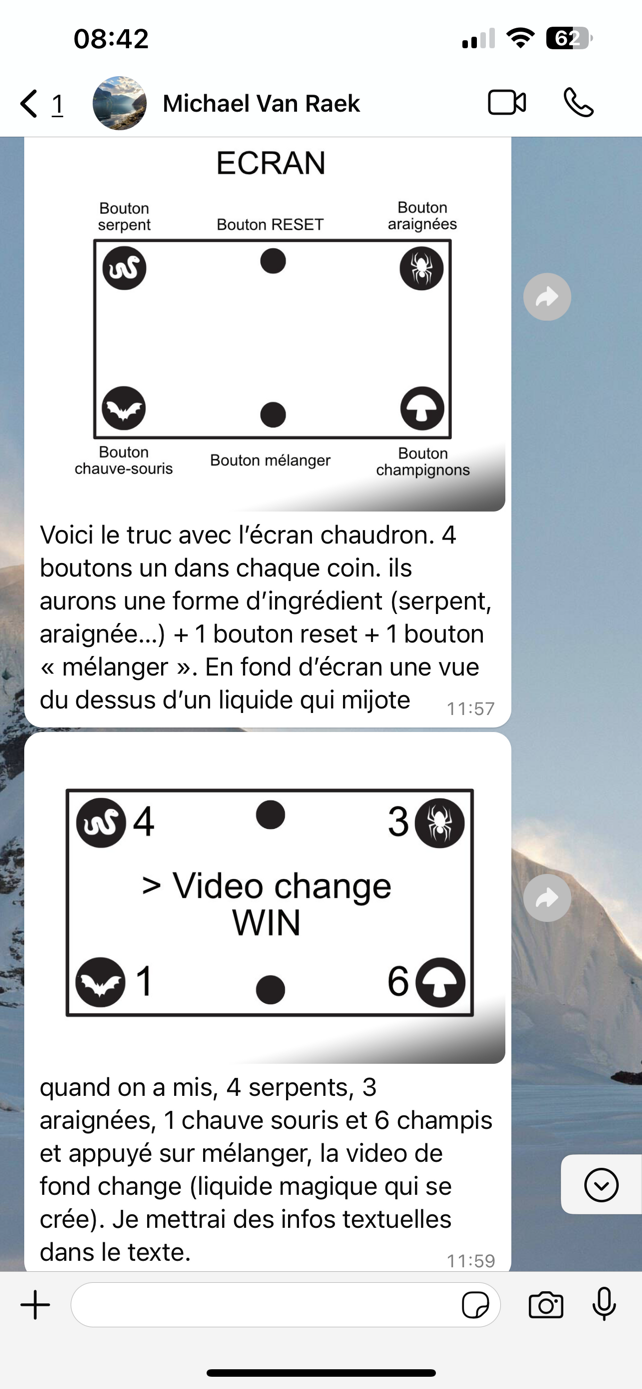 08:42
62
1
Michael Van Raek
ECRAN
Bouton
serpent
Bouton RESET
Bouton
araignées
Bouton
chauve-souris
Bouton mélanger
Bouton
champignons
Voici le truc avec l’écran chaudron. 4
boutons un dans chaque coin. ils
aurons une forme d’ingrédient (serpent,
araignée...) + 1 bouton reset + 1 bouton
« mélanger ». En fond d’écran une vue
du dessus d’un liquide qui mijote
11:57
4
3
> Video change
WIN
1
6
quand on a mis, 4 serpents, 3
araignées, 1 chauve souris et 6 champis
et appuyé sur mélanger, la video de
fond change (liquide magique qui se
crée). Je mettrai des infos textuelles
dans le texte.
11:59